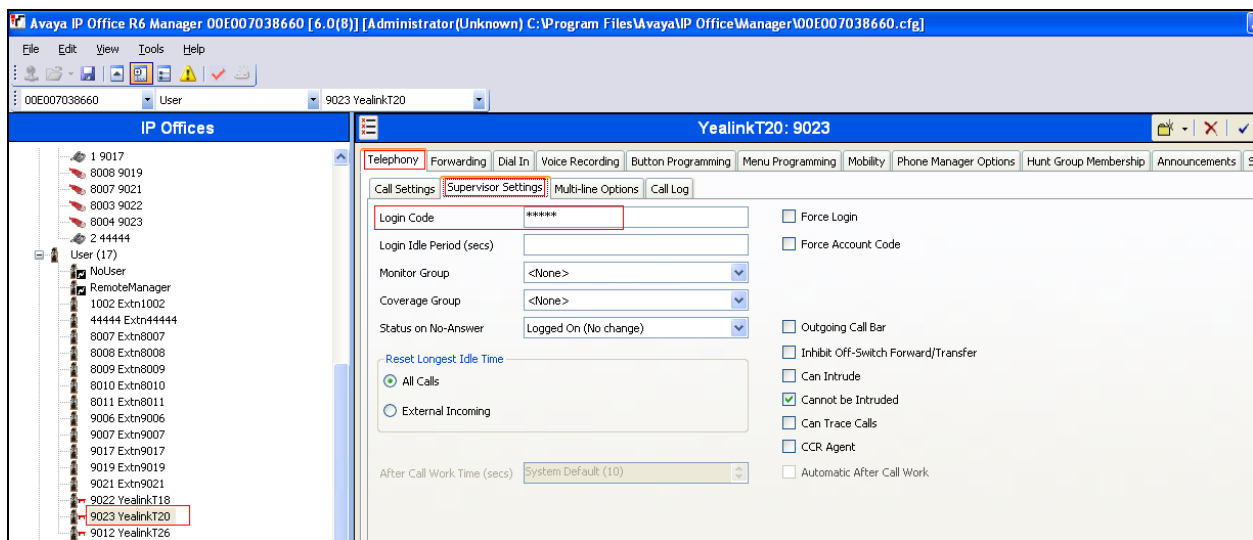 Avaya IP Office R6 Manager 00E007038660 [6.0(8)] [Administrator(Unknown) C:\Program Files\Avaya\IP Office\Manager\00E007038660.cfg]
File Edit View Tools Help
00E007038660 User 9023 YealinkT20
IP Offices
1 9017
8008 9019
8007 9021
8003 9022
8004 9023
2 44444
User (17)
NoUser
RemoteManager
1002 Extn1002
44444 Extn44444
8007 Extn8007
8008 Extn8008
8009 Extn8009
8010 Extn8010
8011 Extn8011
9006 Extn9006
9007 Extn9007
9017 Extn9017
9019 Extn9019
9021 Extn9021
9022 YealinkT18
9023 YealinkT20
9012 YealinkT26
YealinkT20: 9023
Telephony Forwarding Dial In Voice Recording Button Programming Menu Programming Mobility Phone Manager Options Hunt Group Membership Announcements S
Call Settings Supervisor Settings Multi-line Options Call Log
Login Code *****
Force Login
Login Idle Period (secs)
Force Account Code
Monitor Group <None>
Coverage Group <None>
Status on No-Answer Logged On (No change)
Outgoing Call Bar
Reset Longest Idle Time
Inhibit Off-Switch Forward/Transfer
All Calls
Can Intrude
Cannot be Intruded
External Incoming
Can Trace Calls
CCR Agent
After Call Work Time (secs) System Default (10)
Automatic After Call Work